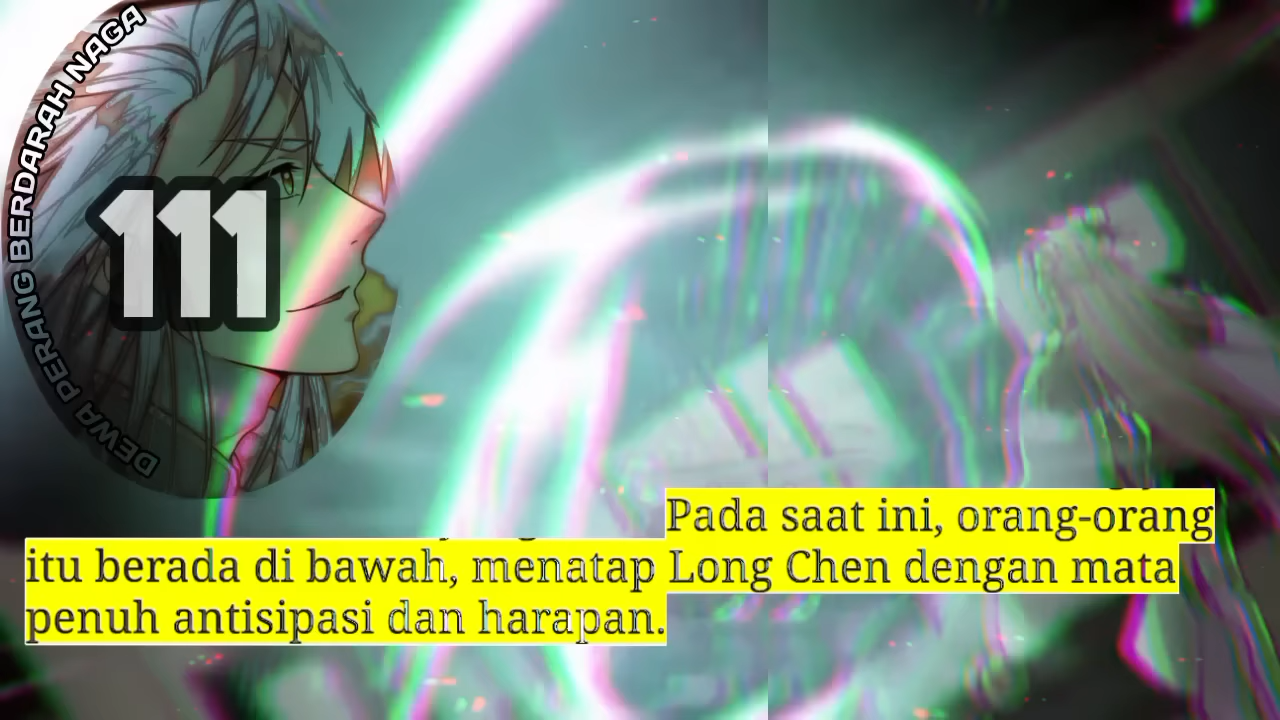 DEWA PERANG BERDARAH NAGA
111
Pada saat ini, orang-orang
itu berada di bawah, menatap Long Chen dengan mata
penuh antisipasi dan harapan.